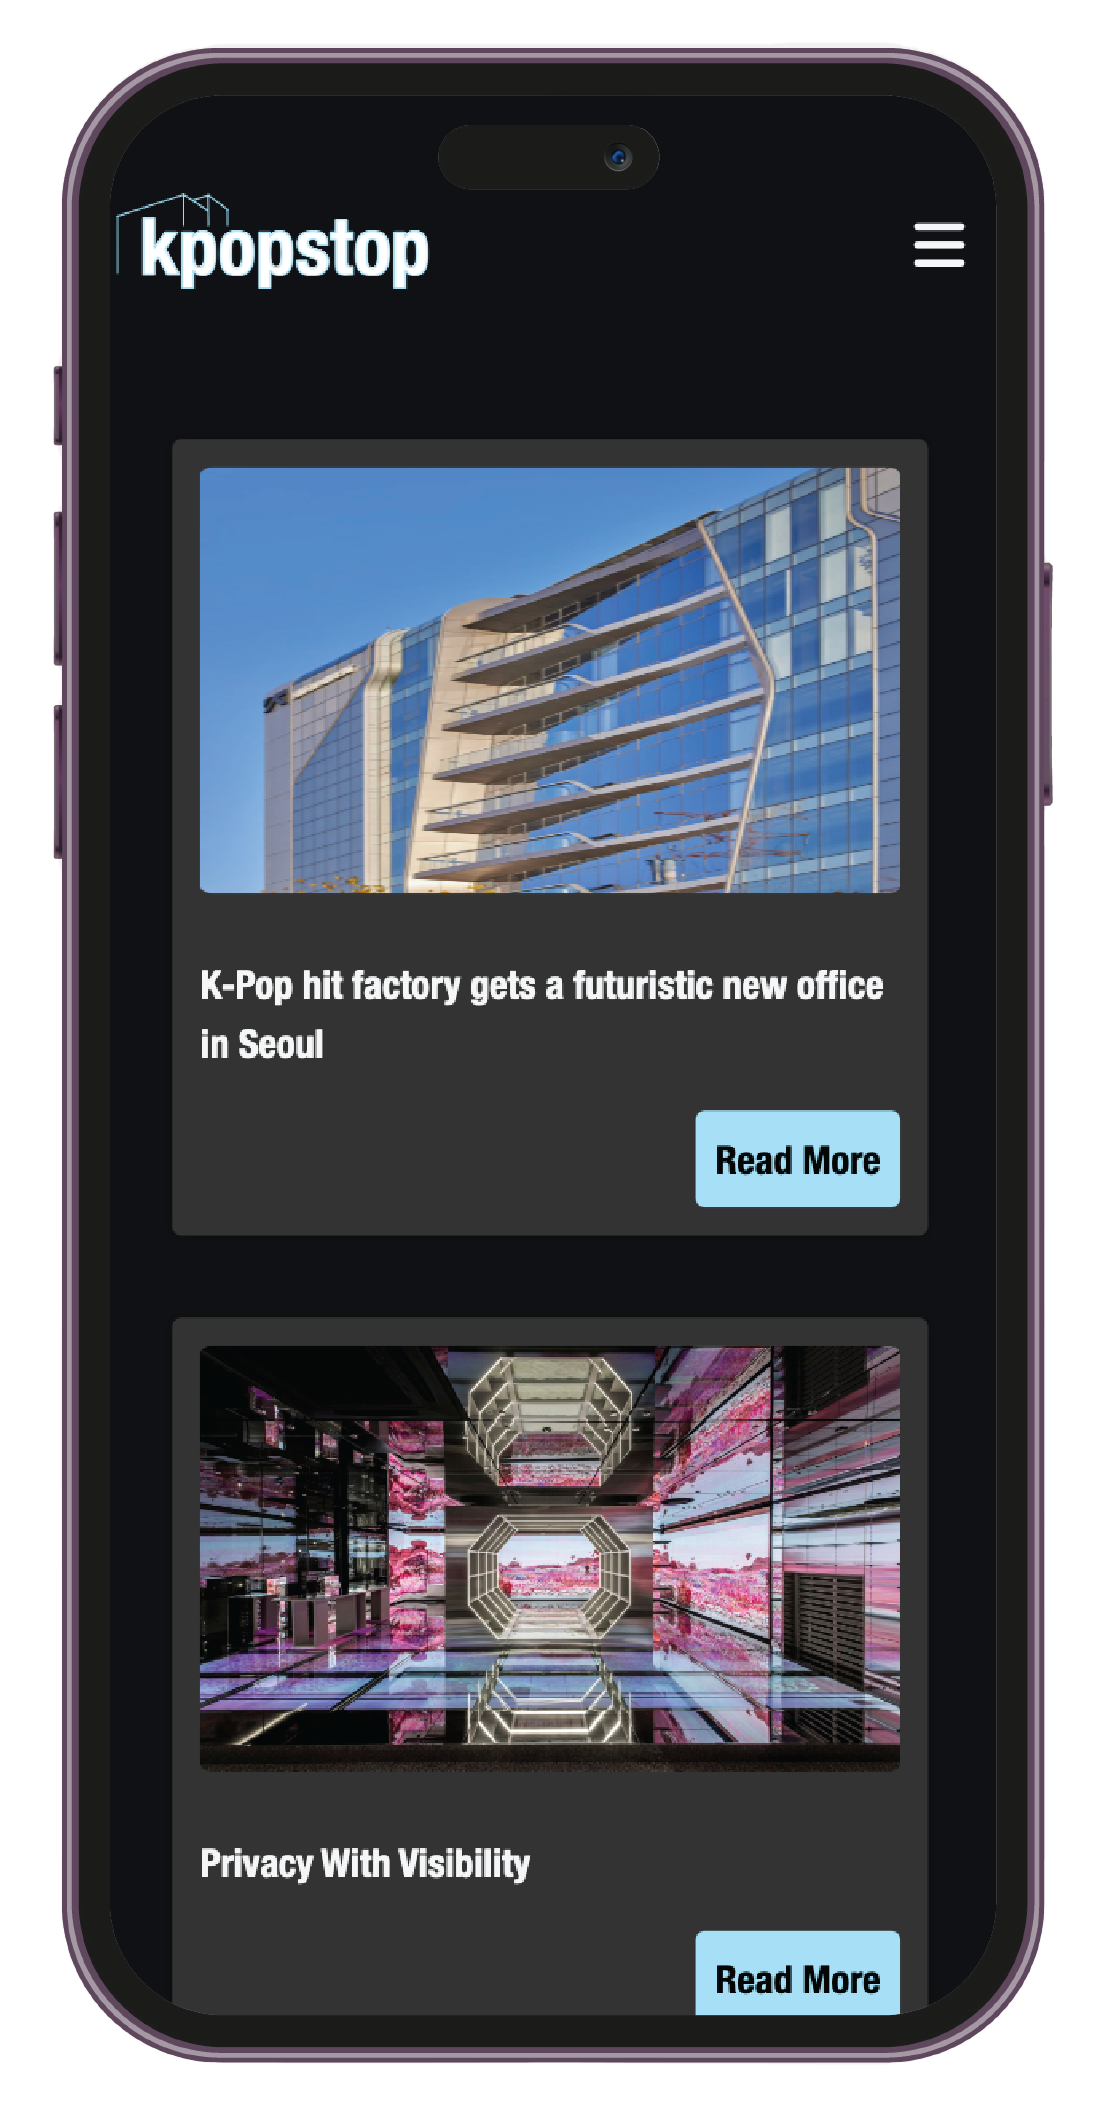 kpopstop
K-Pop hit factory gets a futuristic new office
in Seoul
Read More
Privacy With Visibility
Read More